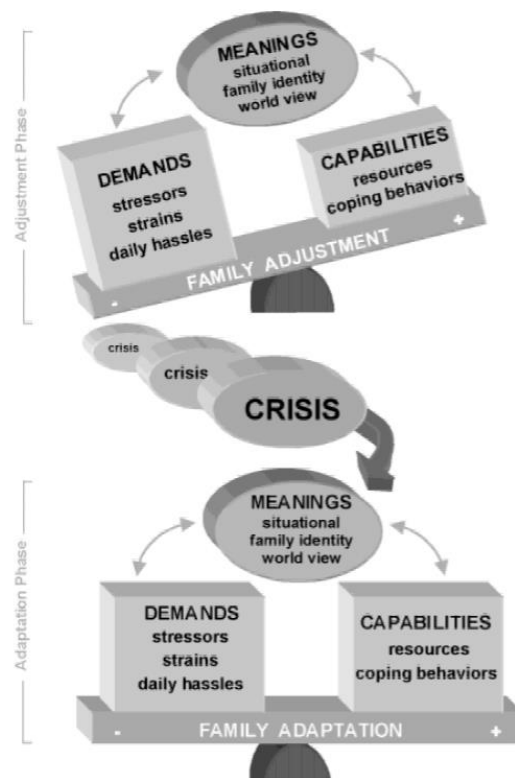 Adjustment Phase
MEANINGS
situational
family identity
world view
DEMANDS
stressors
strains
daily hassles
CAPABILITIES
resources
coping behaviors
- FAMILY ADJUSTMENT +
crisis
crisis
CRISIS
Adaptation Phase
MEANINGS
situational
family identity
world view
DEMANDS
stressors
strains
daily hassles
CAPABILITIES
resources
coping behaviors
- FAMILY ADAPTATION +